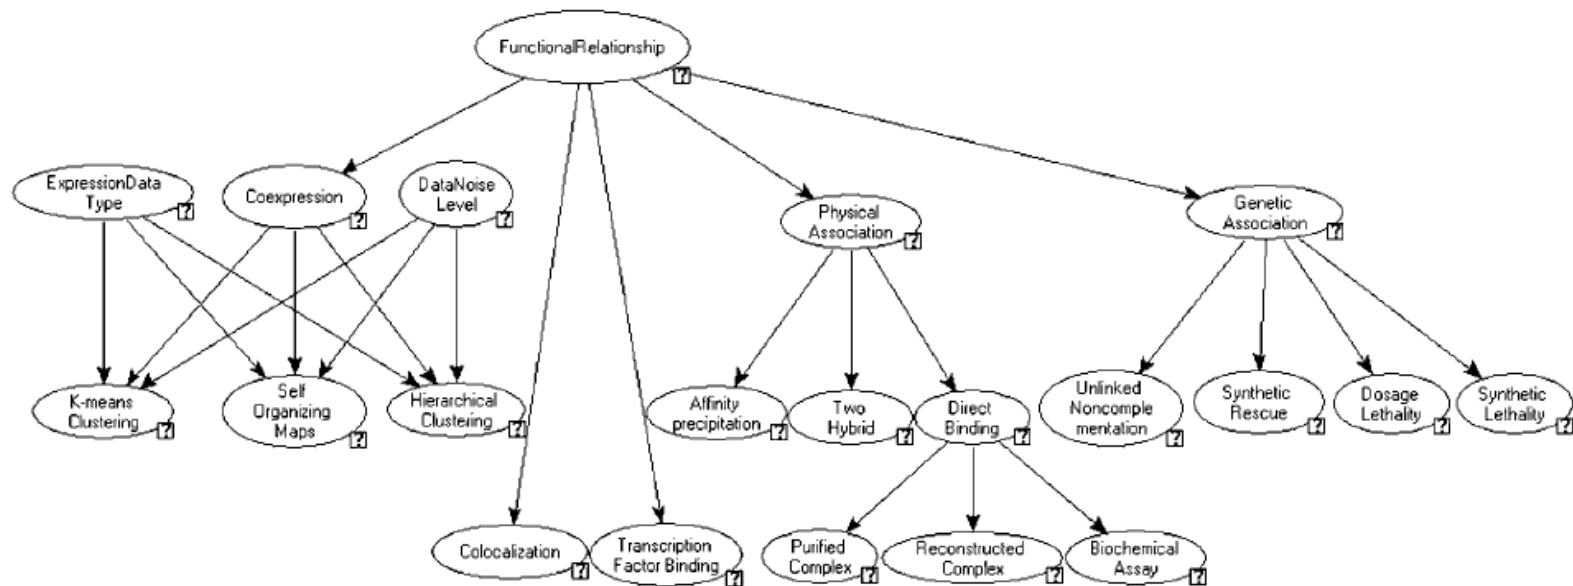 FunctionalRelationship
?
ExpressionData
Type
?
Coexpression
?
DataNoise
Level
?
Physical
Association
?
Genetic
Association
?
K-means
Clustering
?
Self
Organizing
Maps
?
Hierarchical
Clustering
?
Affinity
precipitation
?
Two
Hybrid
?
Direct
Binding
?
Unlinked
Noncomple
mentation
?
Synthetic
Rescue
?
Dosage
Lethality
?
Synthetic
Lethality
?
Colocalization
?
Transcription
Factor Binding
?
Purified
Complex
?
Reconstructed
Complex
?
Biochemical
Assay
?